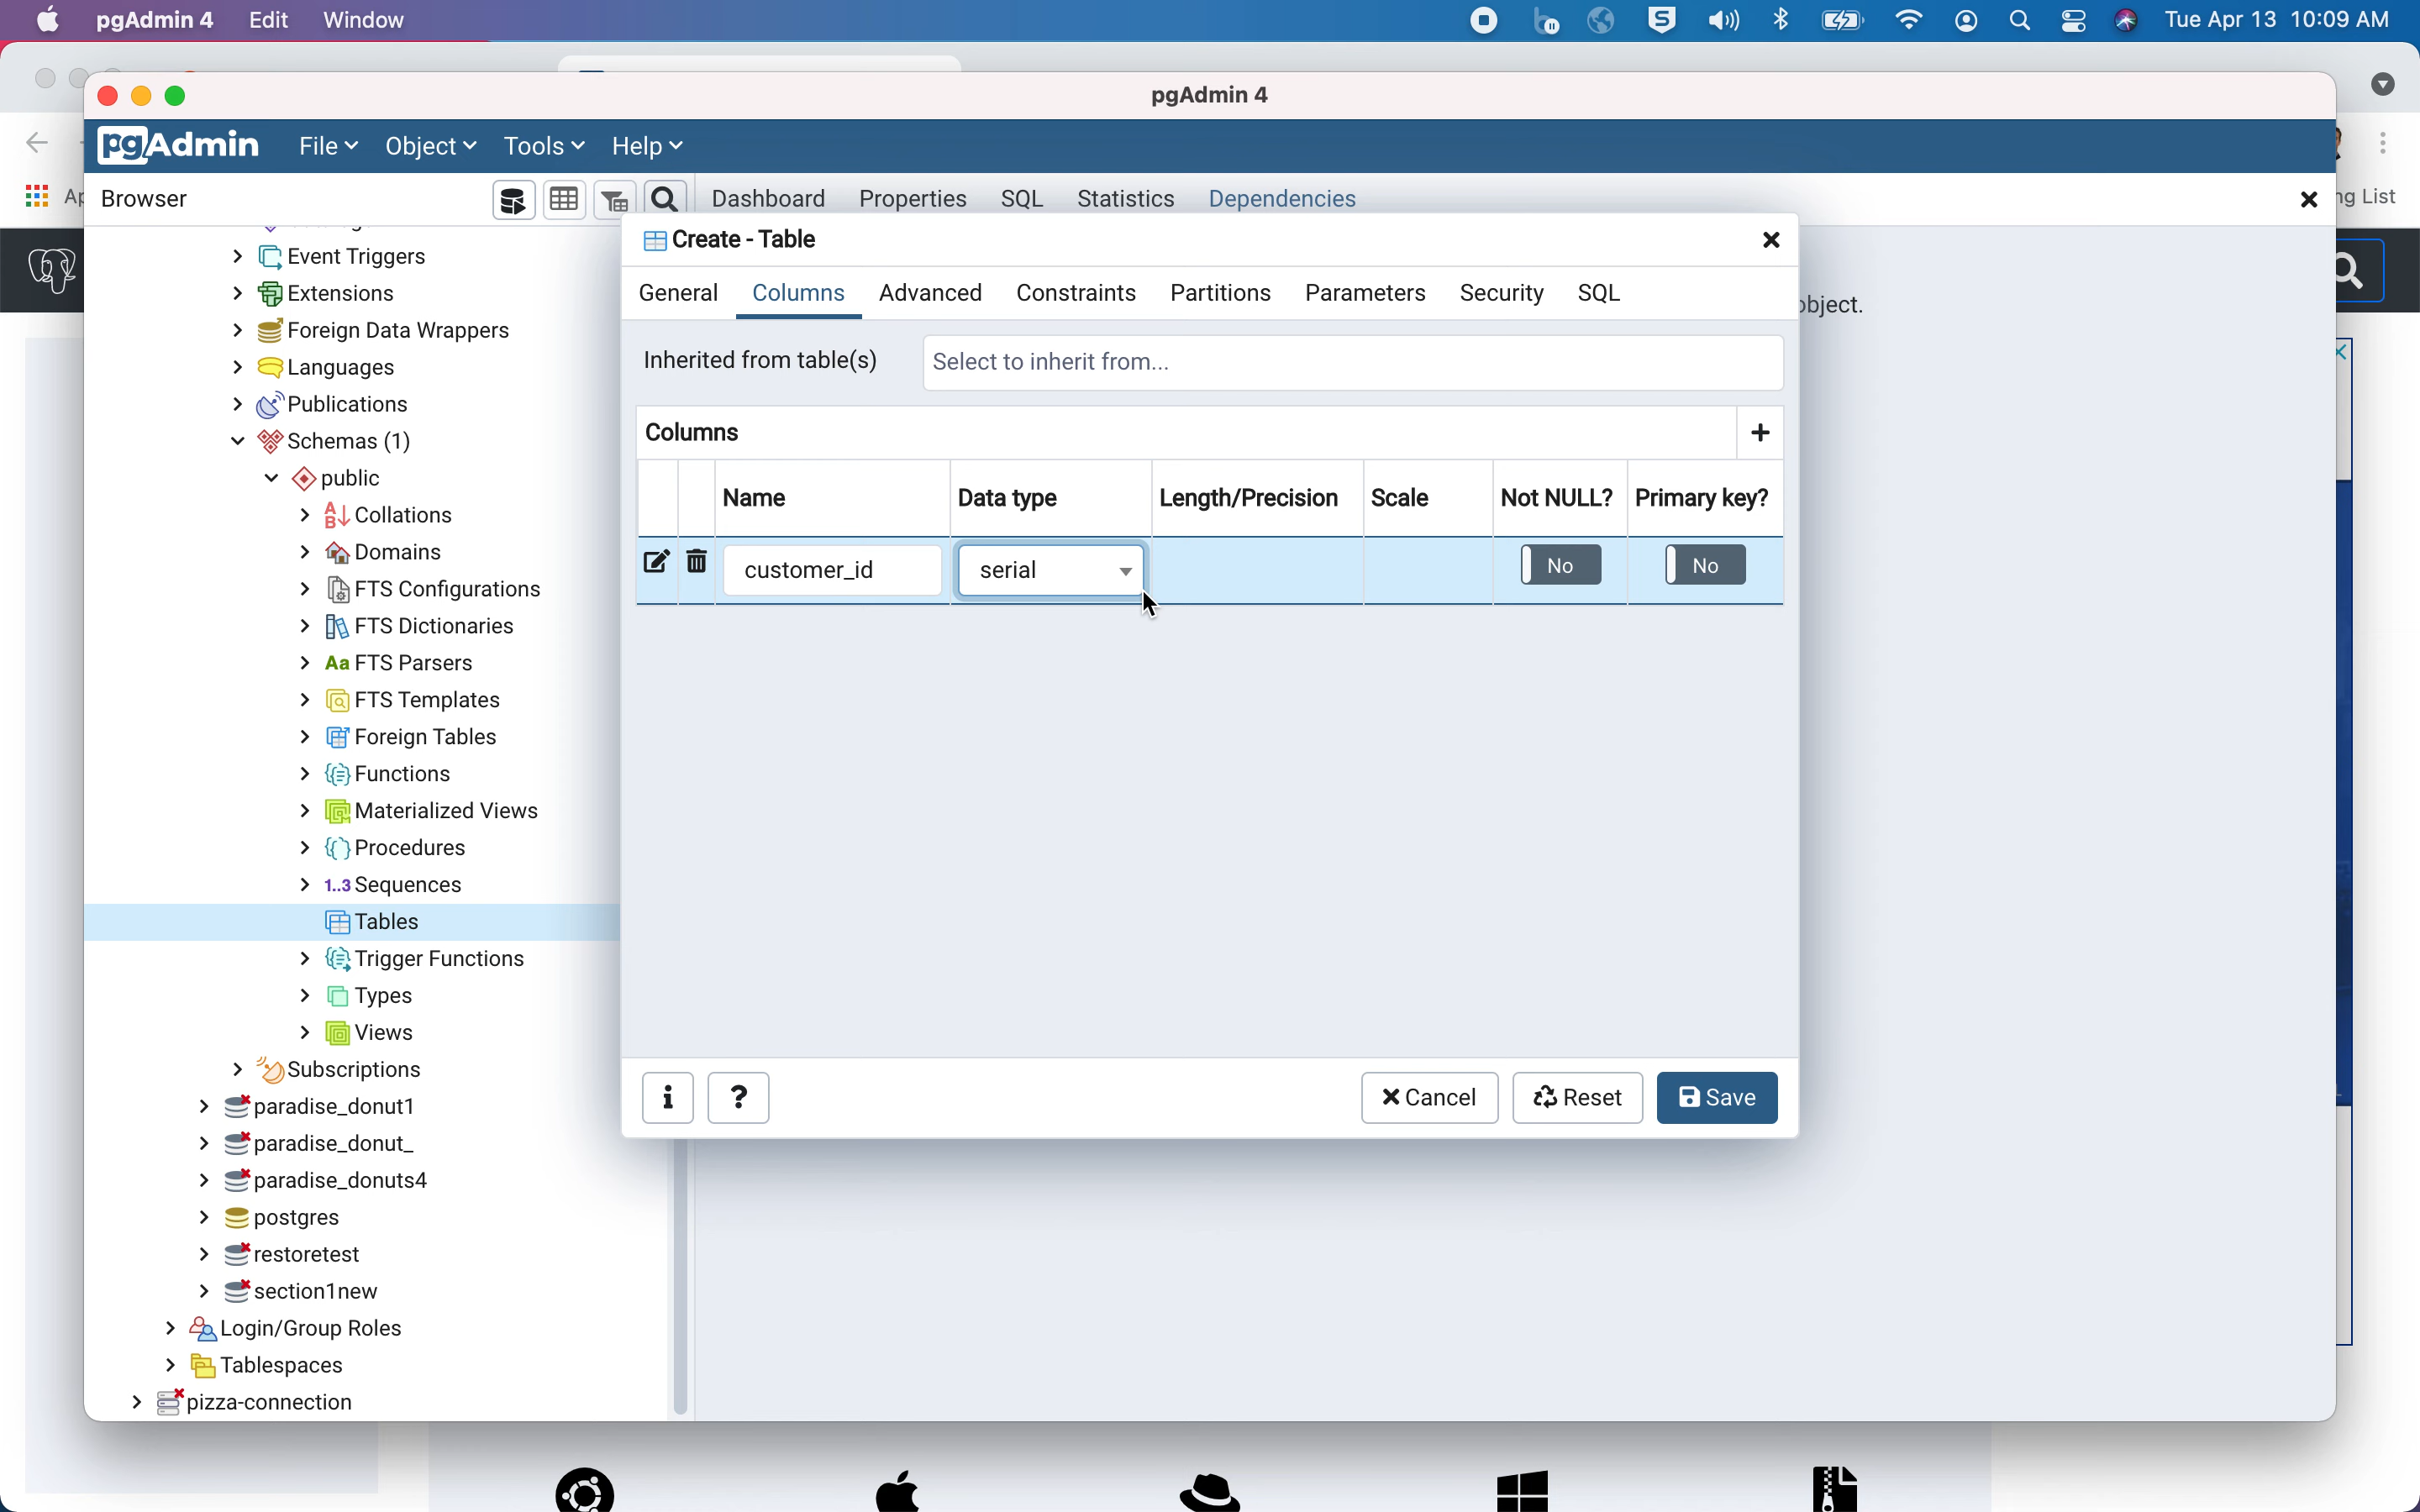 pgAdmin 4 Edit Window Tue Apr 13 10:09 AM
pgAdmin 4
pgAdmin File Object Tools Help
Browser Dashboard Properties SQL Statistics Dependencies
ng List
Create - Table
General Columns Advanced Constraints Partitions Parameters Security SQL
object.
Inherited from table(s) Select to inherit from...
Columns
Name Data type Length/Precision Scale Not NULL? Primary key?
customer_id serial No No
Event Triggers
Extensions
Foreign Data Wrappers
Languages
Publications
Schemas (1)
public
Collations
Domains
FTS Configurations
FTS Dictionaries
Aa FTS Parsers
FTS Templates
Foreign Tables
Functions
Materialized Views
Procedures
1..3 Sequences
Tables
Trigger Functions
Types
Views
Subscriptions
paradise_donut1
paradise_donut_
paradise_donuts4
postgres
restoretest
section1new
Login/Group Roles
Tablespaces
pizza-connection
i ? Cancel Reset Save